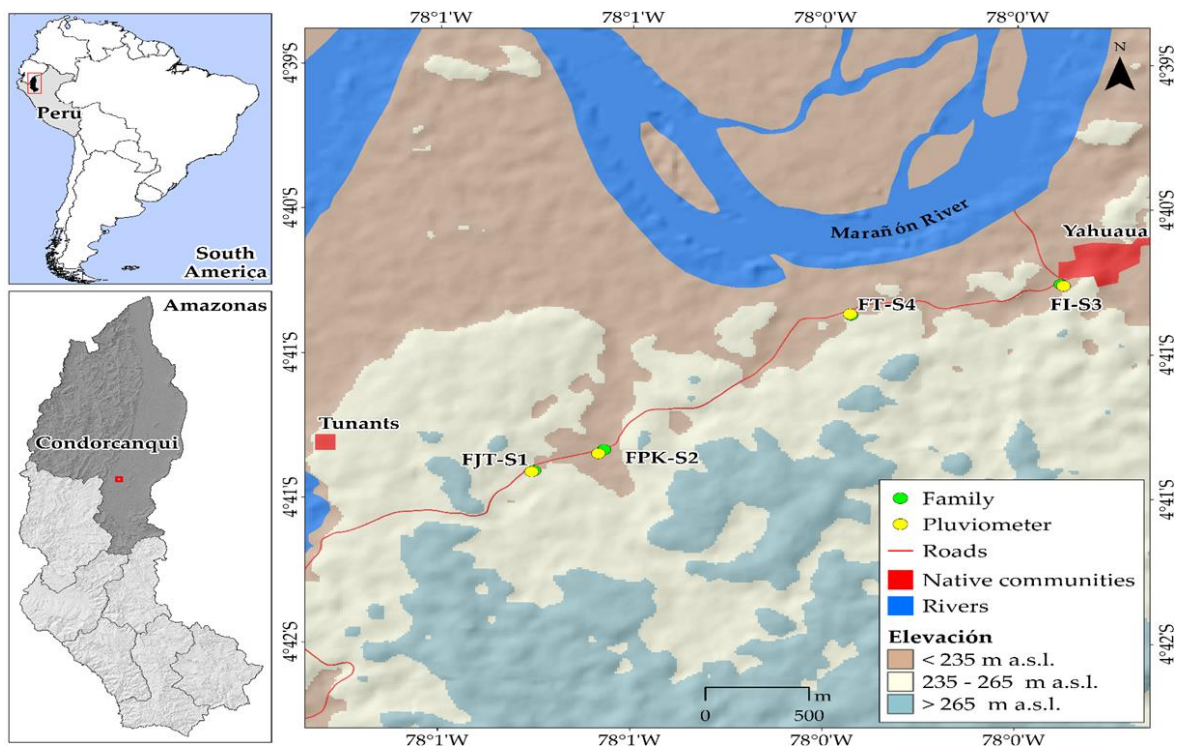 Peru
South
America
Amazonas
Condorcanqui
78°1'W
78°1'W
78°0'W
78°0'W
4°39'S
4°40'S
4°41'S
4°41'S
4°42'S
4°39'S
4°40'S
4°41'S
4°41'S
4°42'S
N
Marañón River
Yahuaua
FT-S4
FI-S3
Tunants
FJT-S1
FPK-S2
Family
Pluviometer
Roads
Native communities
Rivers
Elevación
< 235 m a.s.l.
235 - 265 m a.s.l.
> 265 m a.s.l.
m
0
500
78°1'W
78°1'W
78°0'W
78°0'W